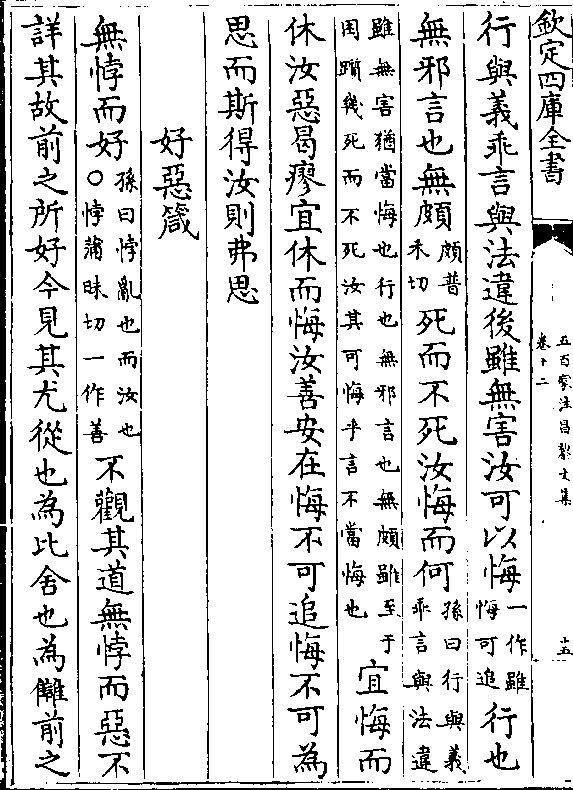 欽定四庫全書
五百家注昌黎文集
卷十二
十五
行與義乖言與法違後雖無害汝可以悔一作雖悔可追行也
無邪言也無頗頗普禾切死而不死汝悔而何孫曰行與義乖言與法違
雖無害猶當悔也行也無邪言也無頗雖至于困躓幾死而不死汝其可悔乎言不當悔也宜悔而
休汝惡曷瘳宜休而悔汝善安在悔不可追悔不可為
思而斯得汝則弗思
好惡箴
無悖而好孫曰悖亂也而汝也○悖蒲昧切一作善不觀其道無悖而惡不
詳其故前之所好今見其尤從也為比舍也為讎前之